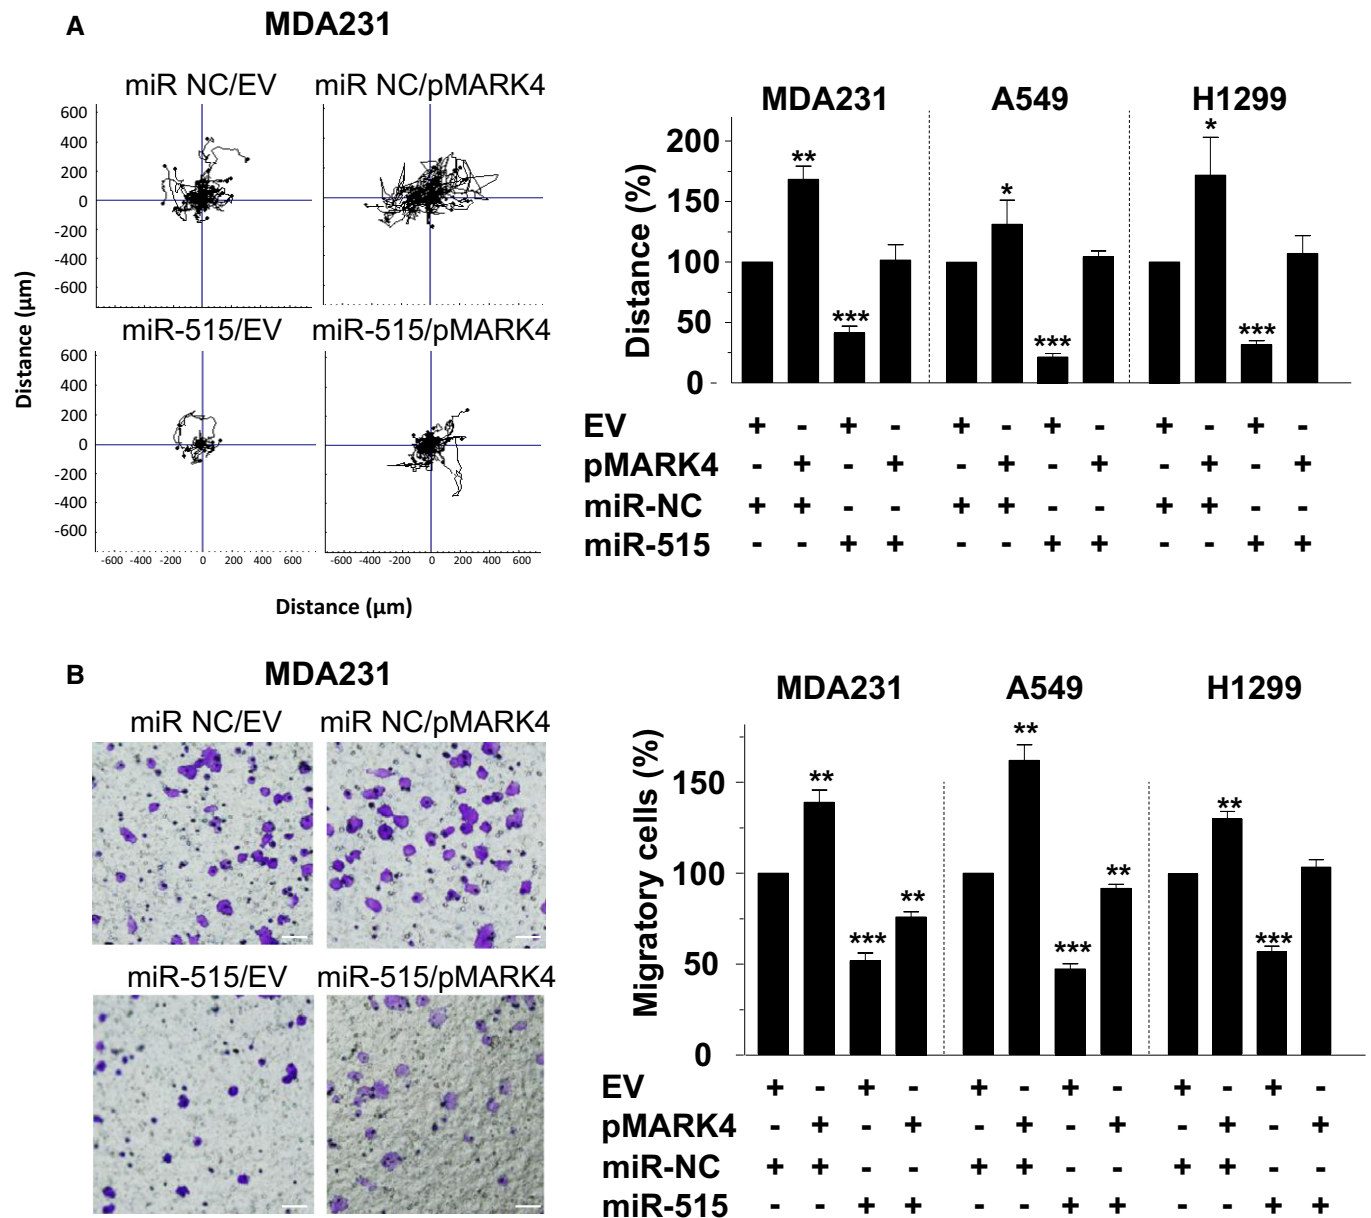 A
MDA231
miR NC/EV
miR NC/pMARK4
600
400
200
0
-200
-400
-600
miR-515/EV
miR-515/pMARK4
600
400
200
0
-200
-400
-600
-600 -400 -200 0 200 400 600
-600 -400 -200 0 200 400 600
Distance (µm)
Distance (µm)
MDA231 A549 H1299
Distance (%)
200
150
100
50
0
** *** * *** * ***
EV + - + - + - + - + - + -
pMARK4 - + - + - + - + - + - +
miR-NC + + - - + + - - + + - -
miR-515 - - + + - - + + - - + +
B
MDA231
miR NC/EV
miR NC/pMARK4
miR-515/EV
miR-515/pMARK4
MDA231 A549 H1299
Migratory cells (%)
150
100
50
0
** *** ** ** *** ** ** ***
EV + - + - + - + - + - + -
pMARK4 - + - + - + - + - + - +
miR-NC + + - - + + - - + + - -
miR-515 - - + + - - + + - - + +